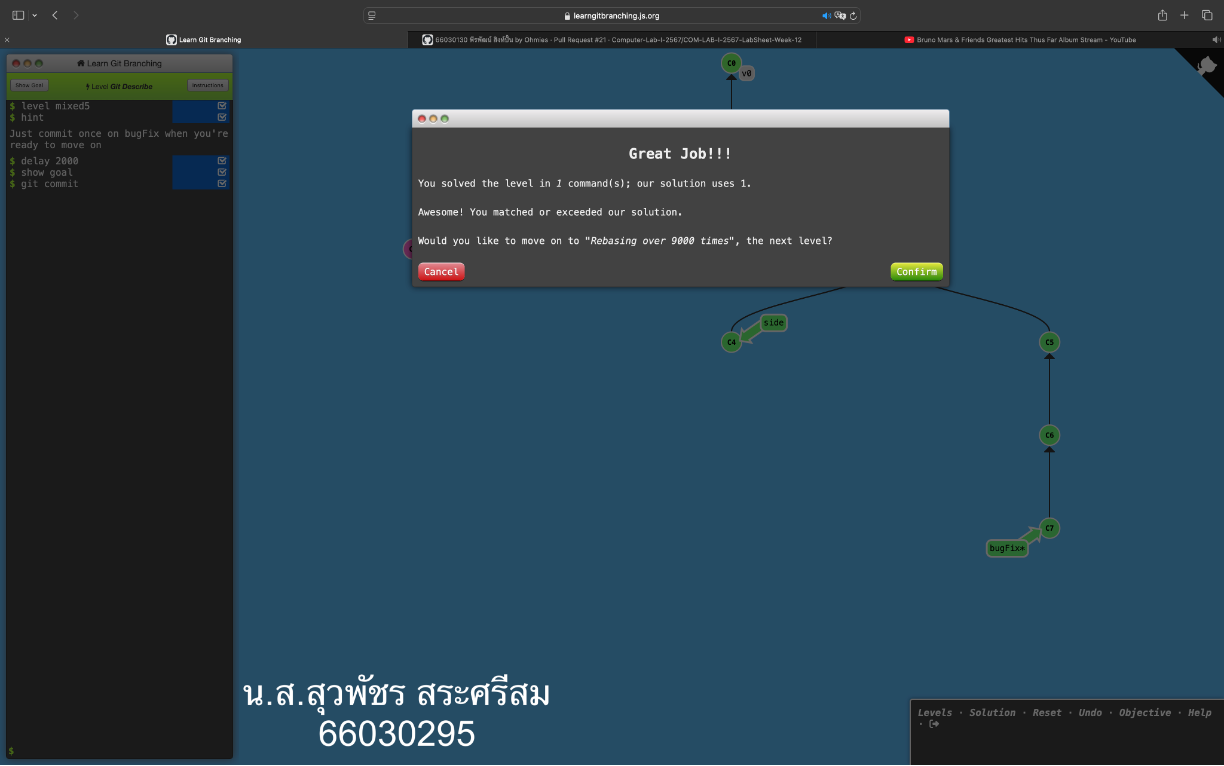 learngitbranching.js.org
Learn Git Branching
66030130 พีรพัฒน์ สิงห์ปั้น by Ohmies · Pull Request #21 · Computer-Lab-I-2567/COM-LAB-I-2567-LabSheet-Week-12
Bruno Mars & Friends Greatest Hits Thus Far Album Stream - YouTube
Learn Git Branching
Show Goal
Level Git Describe
Instructions
$ level mixed5
$ hint
Just commit once on bugFix when you're
ready to move on
$ delay 2000
$ show goal
$ git commit
$
C0
v0
Great Job!!!
You solved the level in 1 command(s); our solution uses 1.
Awesome! You matched or exceeded our solution.
Would you like to move on to "Rebasing over 9000 times", the next level?
Cancel
Confirm
side
C4
C5
C6
C7
bugFix*
น.ส.สุวพัชร สระศรีสม
66030295
Levels · Solution · Reset · Undo · Objective · Help
·